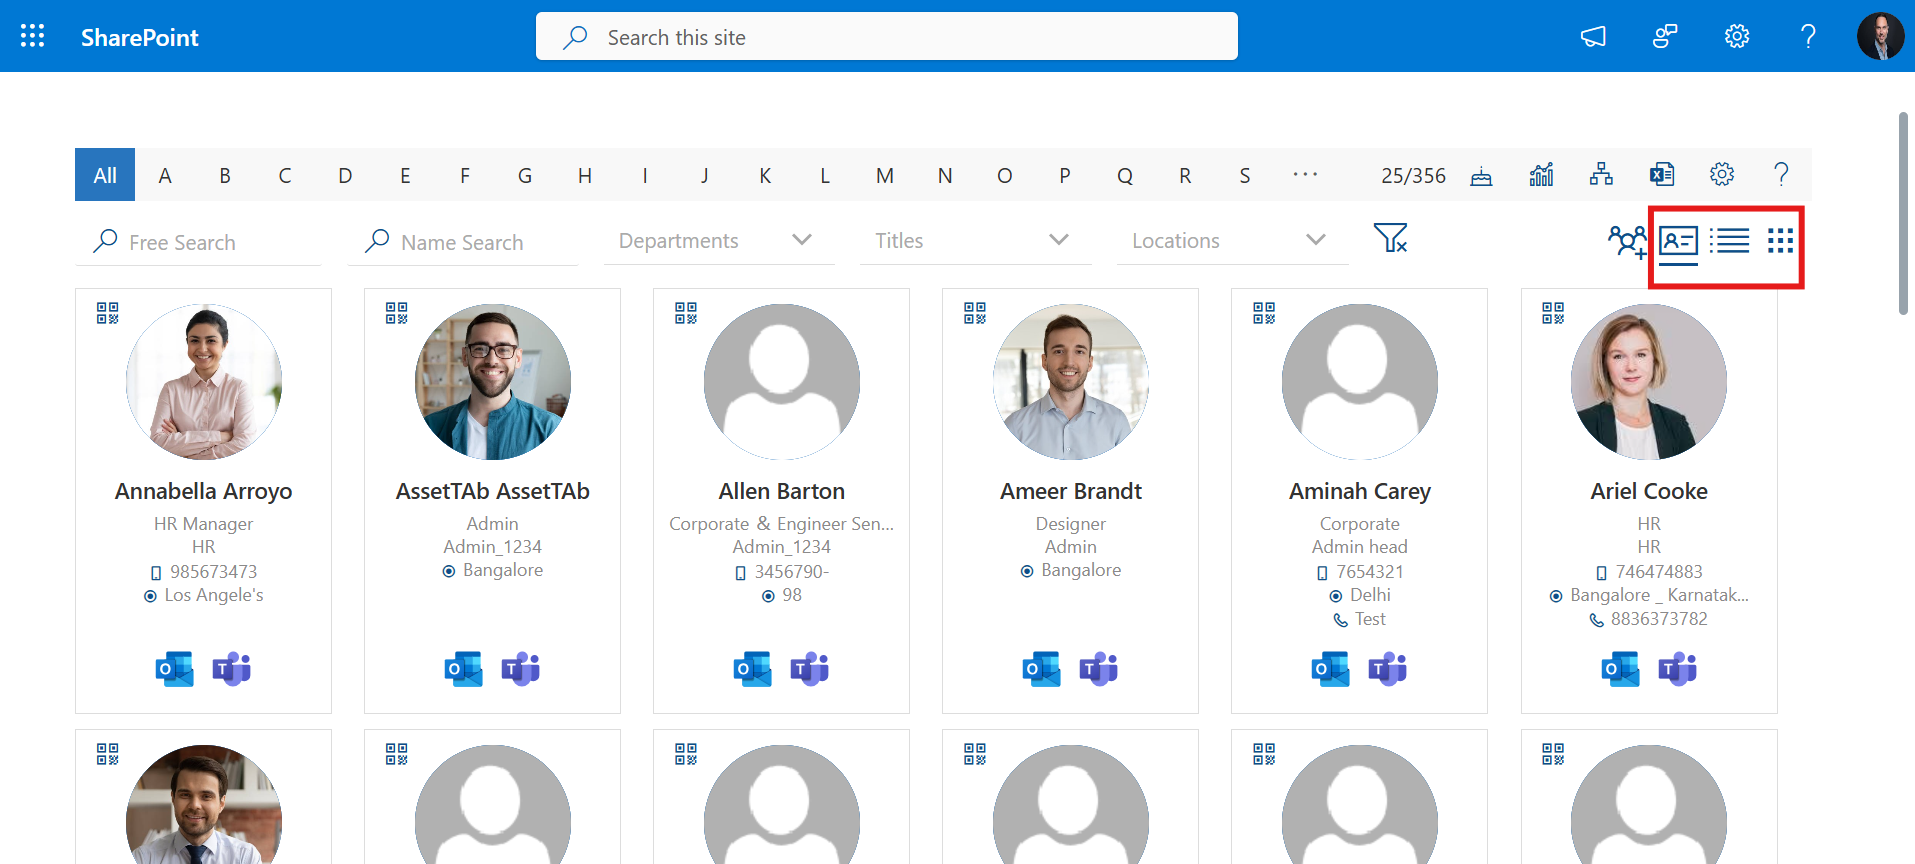 SharePoint
Search this site
All A B C D E F G H I J K L M N O P Q R S ··· 25/356
Free Search Name Search Departments Titles Locations
Annabella Arroyo
HR Manager
HR
985673473
Los Angele's
AssetTAb AssetTAb
Admin
Admin_1234
Bangalore
Allen Barton
Corporate & Engineer Sen...
Admin_1234
3456790-
98
Ameer Brandt
Designer
Admin
Bangalore
Aminah Carey
Corporate
Admin head
7654321
Delhi
Test
Ariel Cooke
HR
HR
746474883
Bangalore _ Karnatak...
8836373782